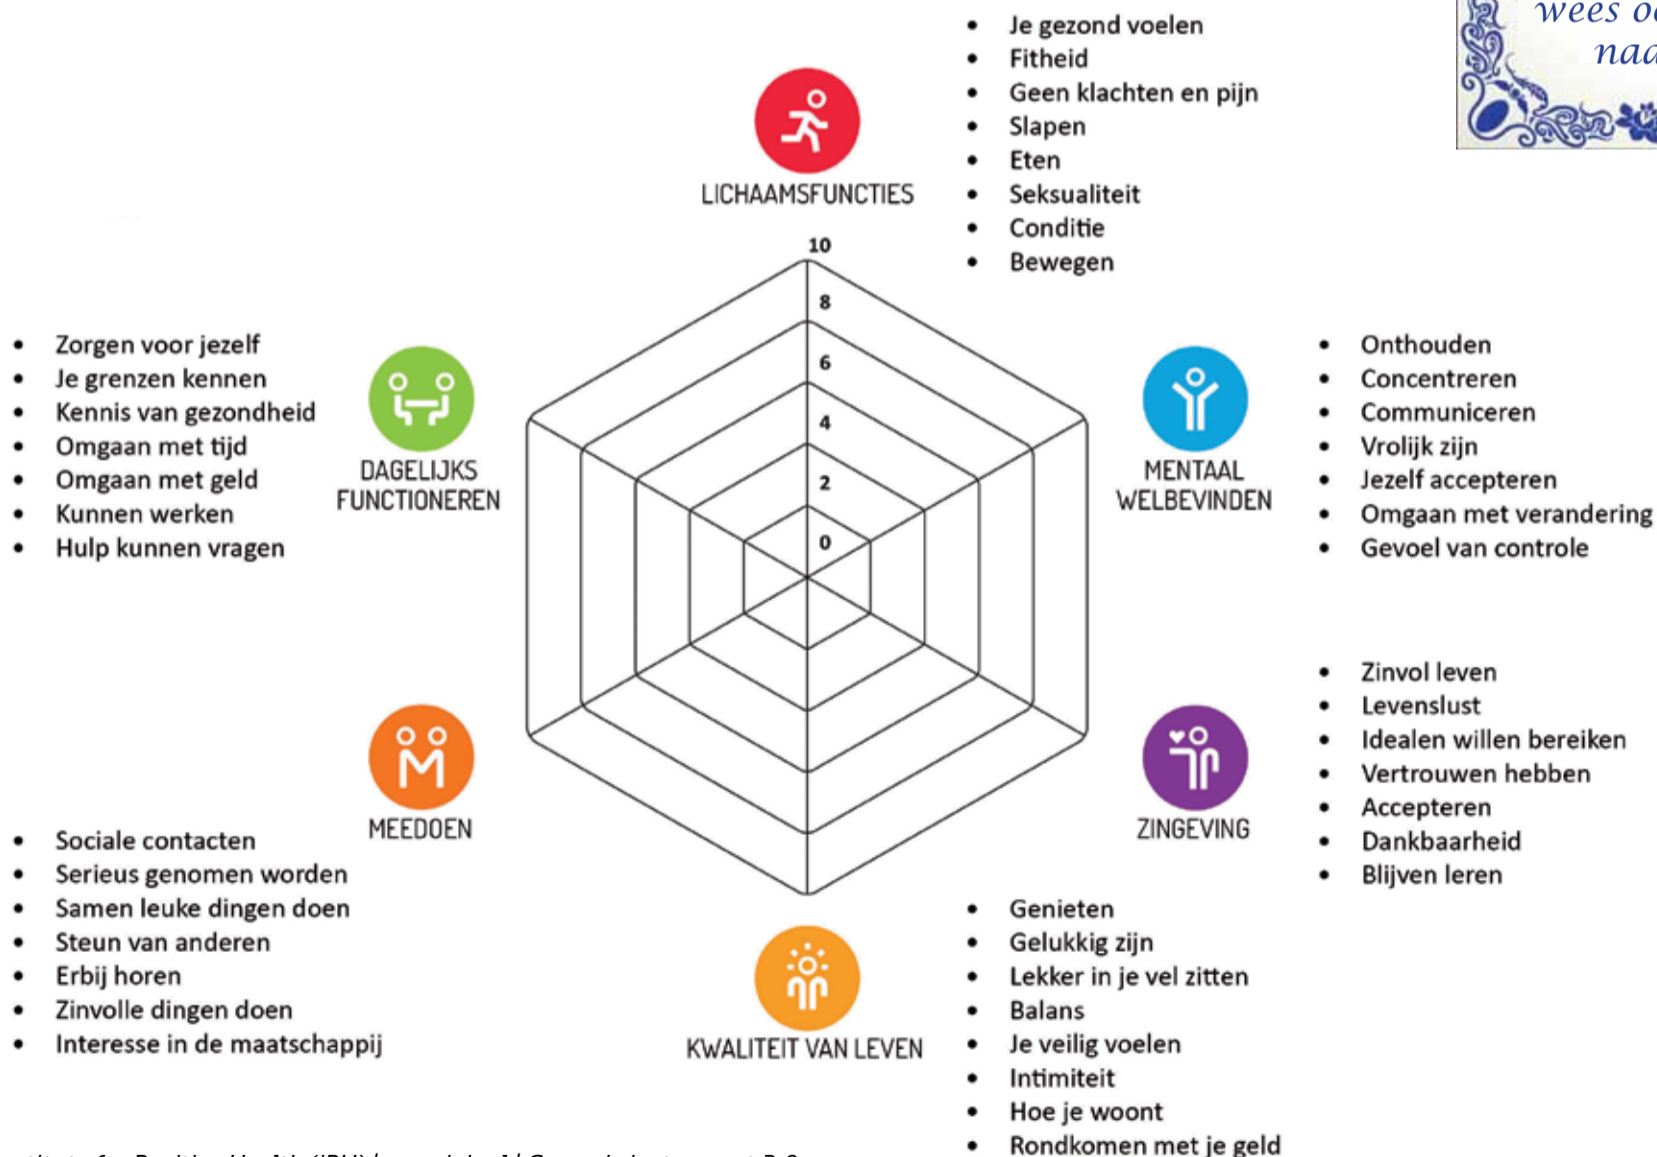 wees
Je gezond voelen
Fitheid
Geen klachten en pijn
Slapen
Eten
Seksualiteit
Conditie
Bewegen
LICHAAMSFUNCTIES
10
8
6
4
2
0
Zorgen voor jezelf
Je grenzen kennen
Kennis van gezondheid
Omgaan met tijd
Omgaan met geld
Kunnen werken
Hulp kunnen vragen
DAGELIJKS
FUNCTIONEREN
MENTAAL
WELBEVINDEN
Onthouden
Concentreren
Communiceren
Vrolijk zijn
Jezelf accepteren
Omgaan met verandering
Gevoel van controle
Zinvol leven
Levenslust
Idealen willen bereiken
Vertrouwen hebben
Accepteren
Dankbaarheid
Blijven leren
ZINGEVING
MEEDOEN
Sociale contacten
Serieus genomen worden
Samen leuke dingen doen
Steun van anderen
Erbij horen
Zinvolle dingen doen
Interesse in de maatschappij
KWALITEIT VAN LEVEN
Genieten
Gelukkig zijn
Lekker in je vel zitten
Balans
Je veilig voelen
Intimiteit
Hoe je woont
Rondkomen met je geld